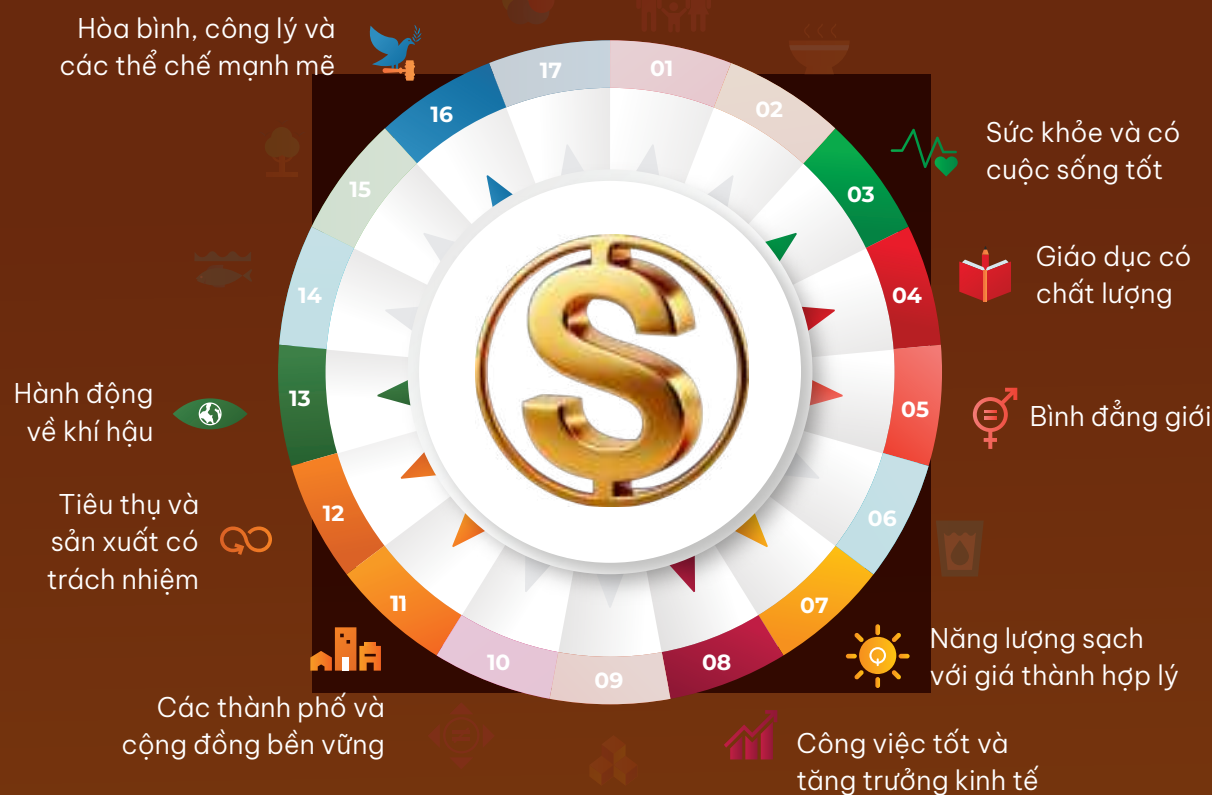 Hòa bình, công lý và
các thể chế mạnh mẽ
17
01
16
02
15
03
Sức khỏe và có
cuộc sống tốt
14
04
Giáo dục có
chất lượng
13
05
Hành động
về khí hậu
Bình đẳng giới
12
06
Tiêu thụ và
sản xuất có
trách nhiệm
11
07
10
09
08
Năng lượng sạch
với giá thành hợp lý
Các thành phố và
cộng đồng bền vững
Công việc tốt và
tăng trưởng kinh tế